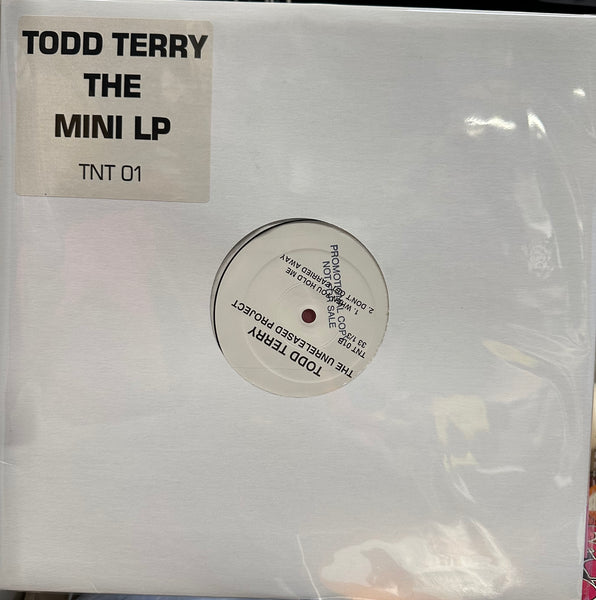 TODD TERRY
THE
MINI LP
TNT 01
TODD TERRY
THE UNRELEASED PROJECT
TNT 01B
33 1/3
1. WHEN YOU HOLD ME
2. DON'T GET CARRIED AWAY
PROMOTIONAL COPY
NOT FOR SALE